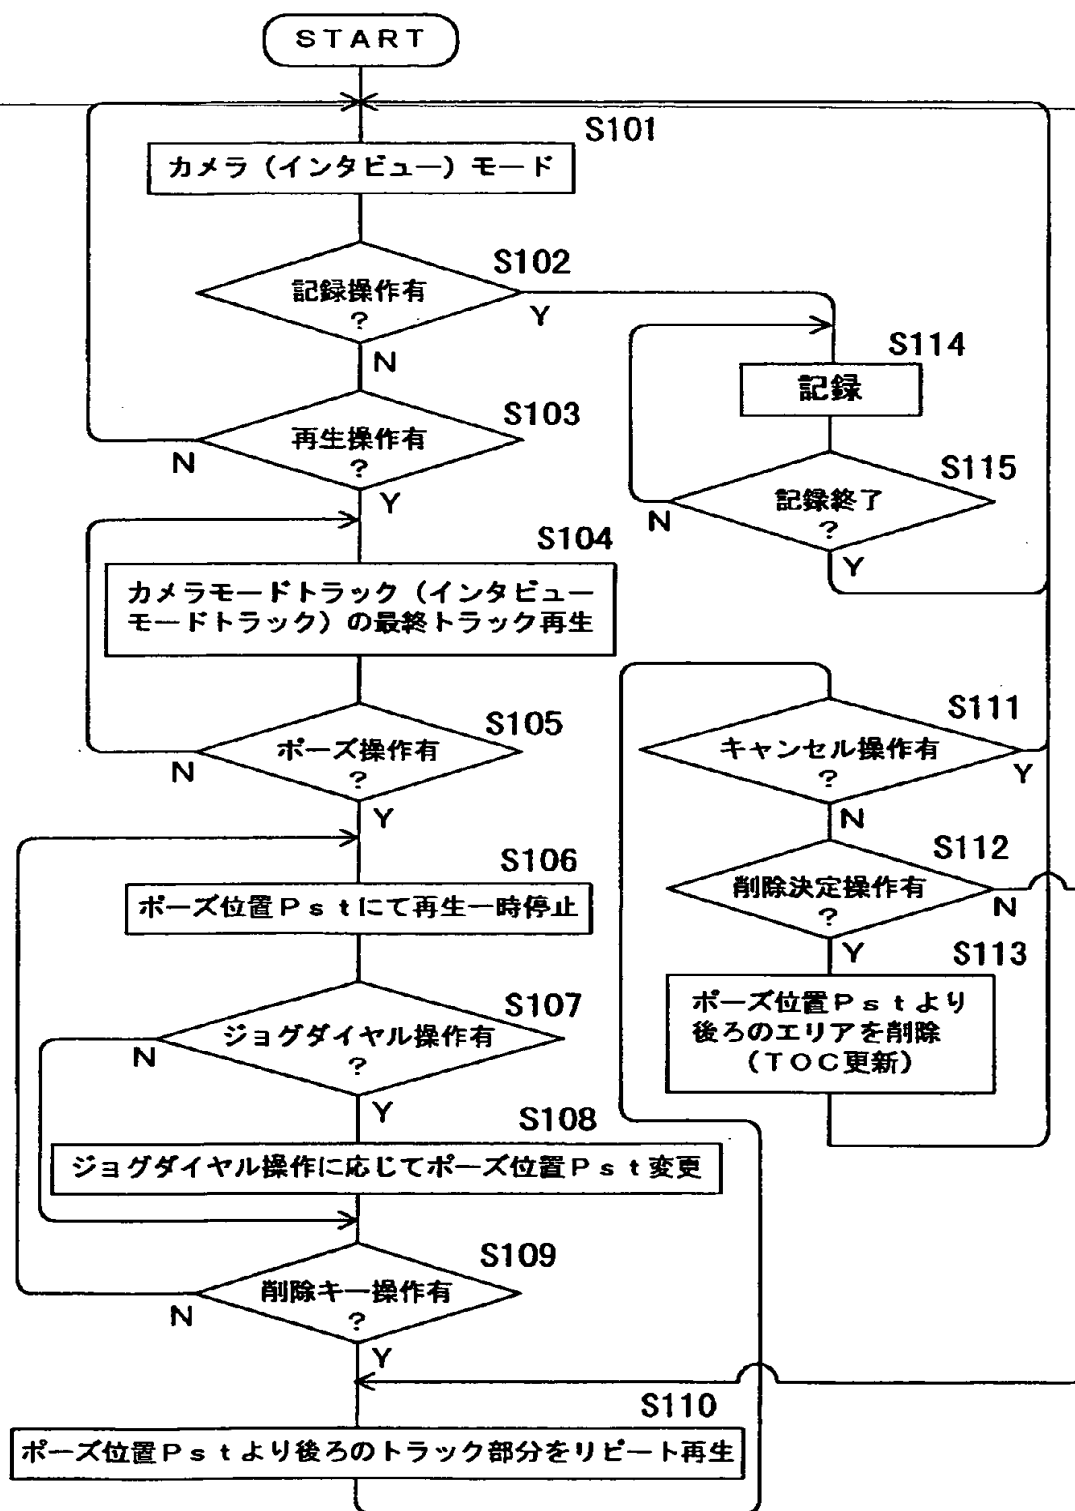 START
S101
カメラ（インタビュー）モード
S102
記録操作有
?
Y
N
S103
再生操作有
?
N
Y
S104
カメラモードトラック（インタビュー
モードトラック）の最終トラック再生
S105
ポーズ操作有
?
N
Y
S106
ポーズ位置Pstにて再生一時停止
S107
ジョグダイヤル操作有
?
N
Y
S108
ジョグダイヤル操作に応じてポーズ位置Pst変更
S109
削除キー操作有
?
N
Y
S110
ポーズ位置Pstより後ろのトラック部分をリピート再生
S114
記録
S115
記録終了
?
N
Y
S111
キャンセル操作有
?
Y
N
S112
削除決定操作有
?
N
Y
S113
ポーズ位置Pstより
後ろのエリアを削除
（TOC更新）